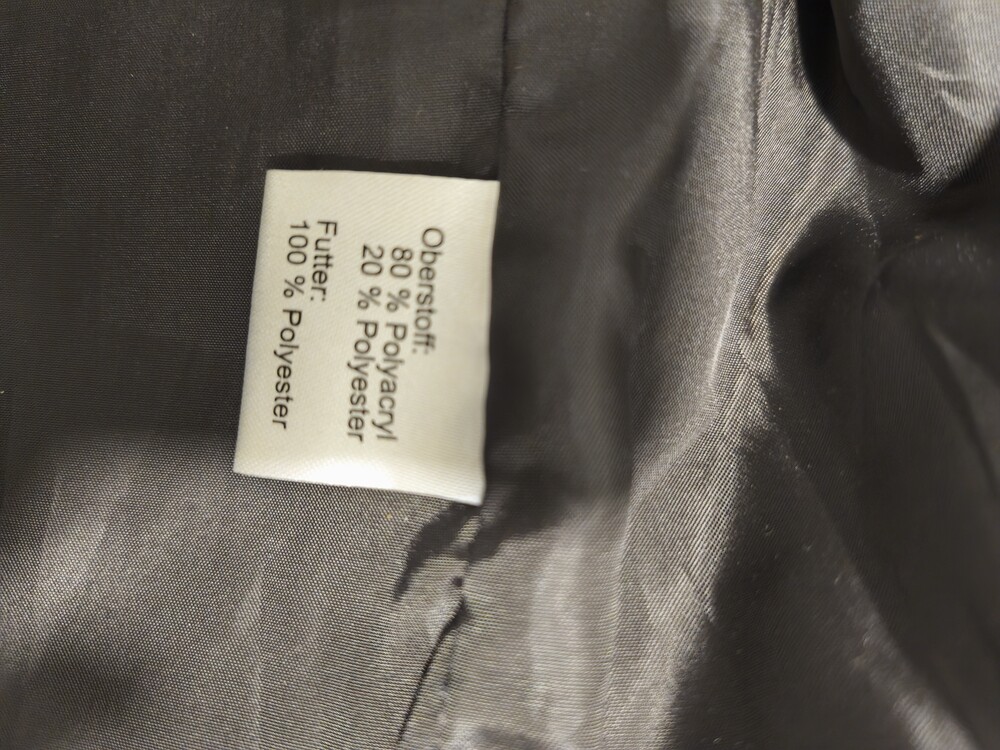 Oberstoff:
80 % Polyacryl
20 % Polyester
Futter:
100 % Polyester